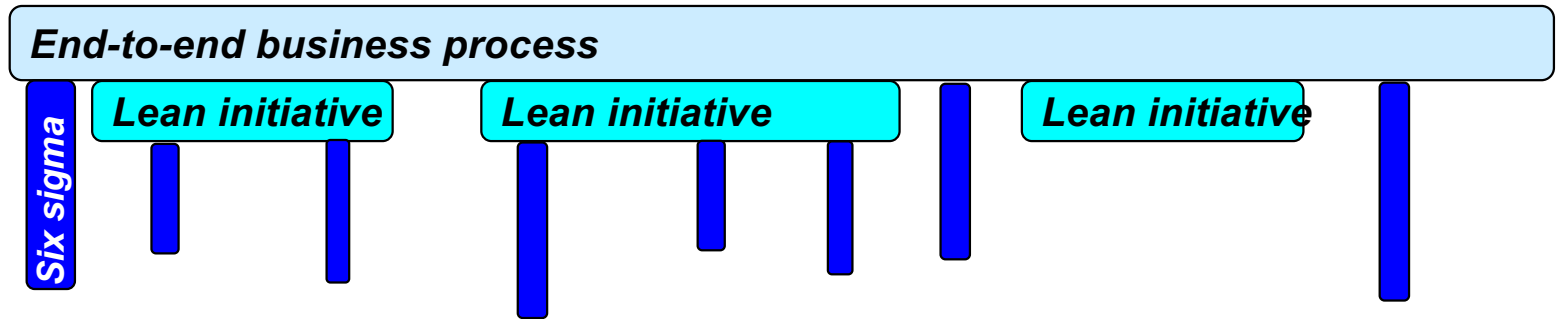 End-to-end business process
Lean initiative
Lean initiative
Lean initiative
Six sigma